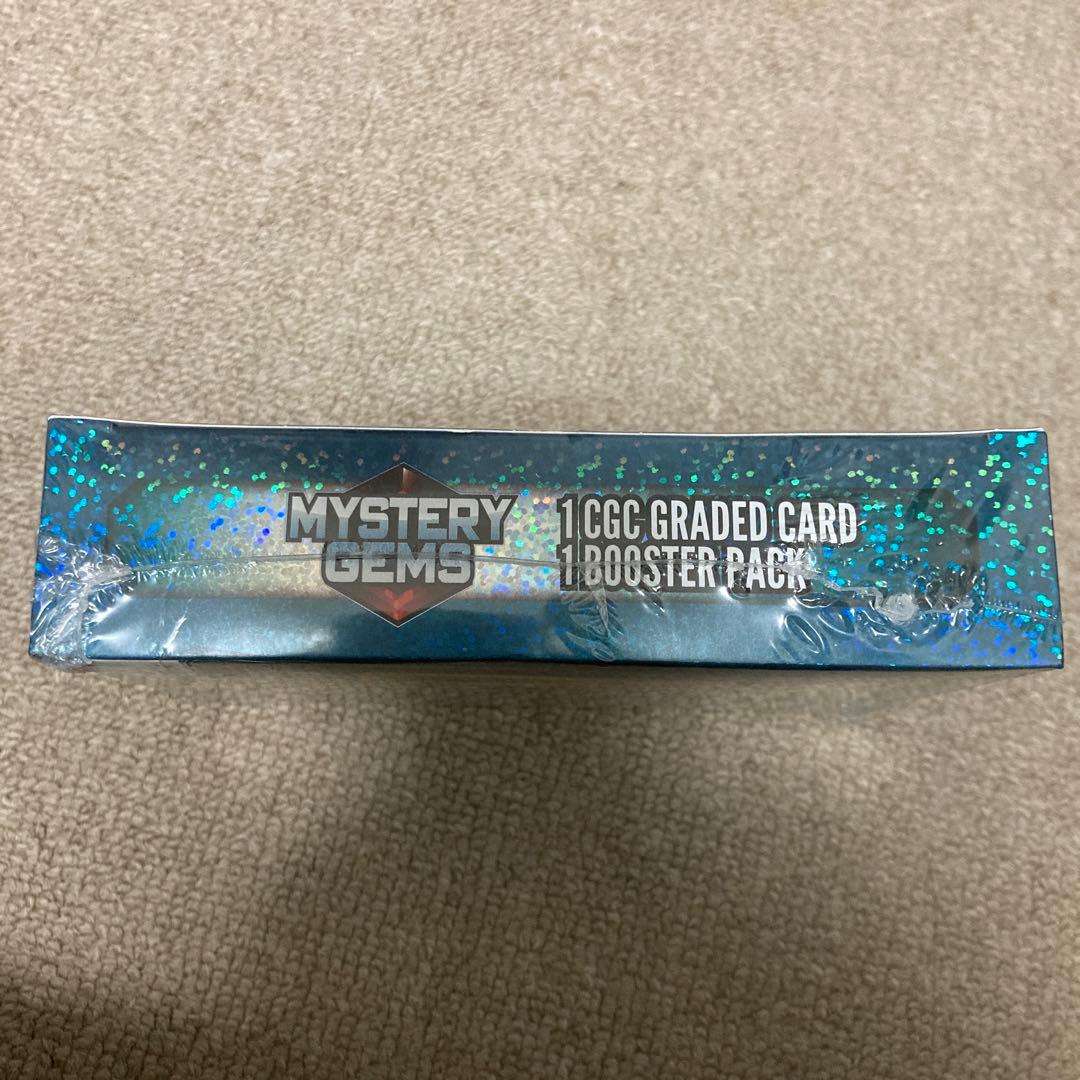 MYSTERY
GEMS
1 CGC GRADED CARD
1 BOOSTER PACK